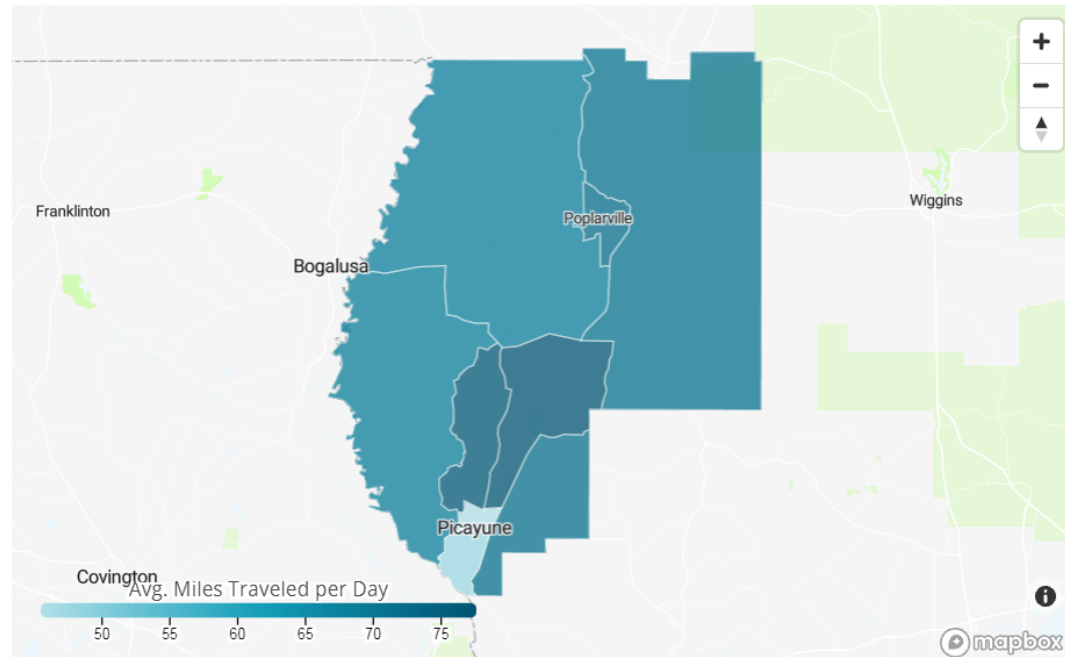 +
−
Franklinton
Poplarville
Wiggins
Bogalusa
Picayune
Covington
Avg. Miles Traveled per Day
50 55 60 65 70 75
i
mapbox